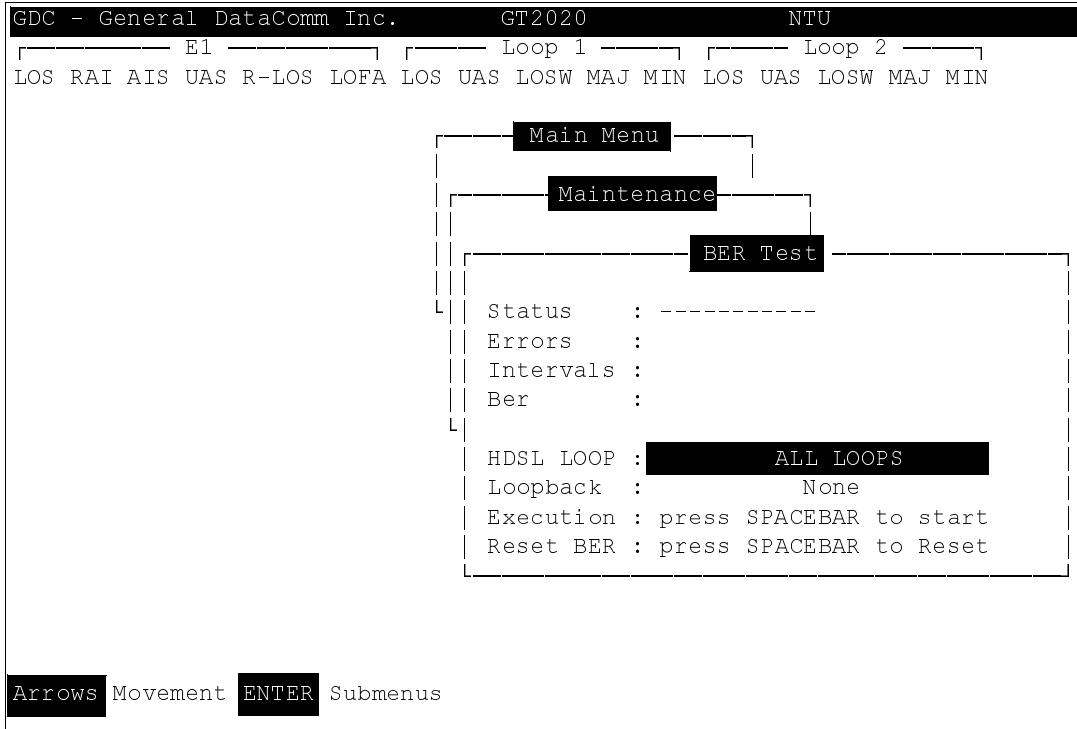 GDC - General DataComm Inc. GT2020 NTU
E1 Loop 1 Loop 2
LOS RAI AIS UAS R-LOS LOFA LOS UAS LOSW MAJ MIN LOS UAS LOSW MAJ MIN
Main Menu
Maintenance
BER Test
Status : -----------
Errors :
Intervals :
Ber :
HDSL LOOP : ALL LOOPS
Loopback : None
Execution : press SPACEBAR to start
Reset BER : press SPACEBAR to Reset
Arrows Movement ENTER Submenus